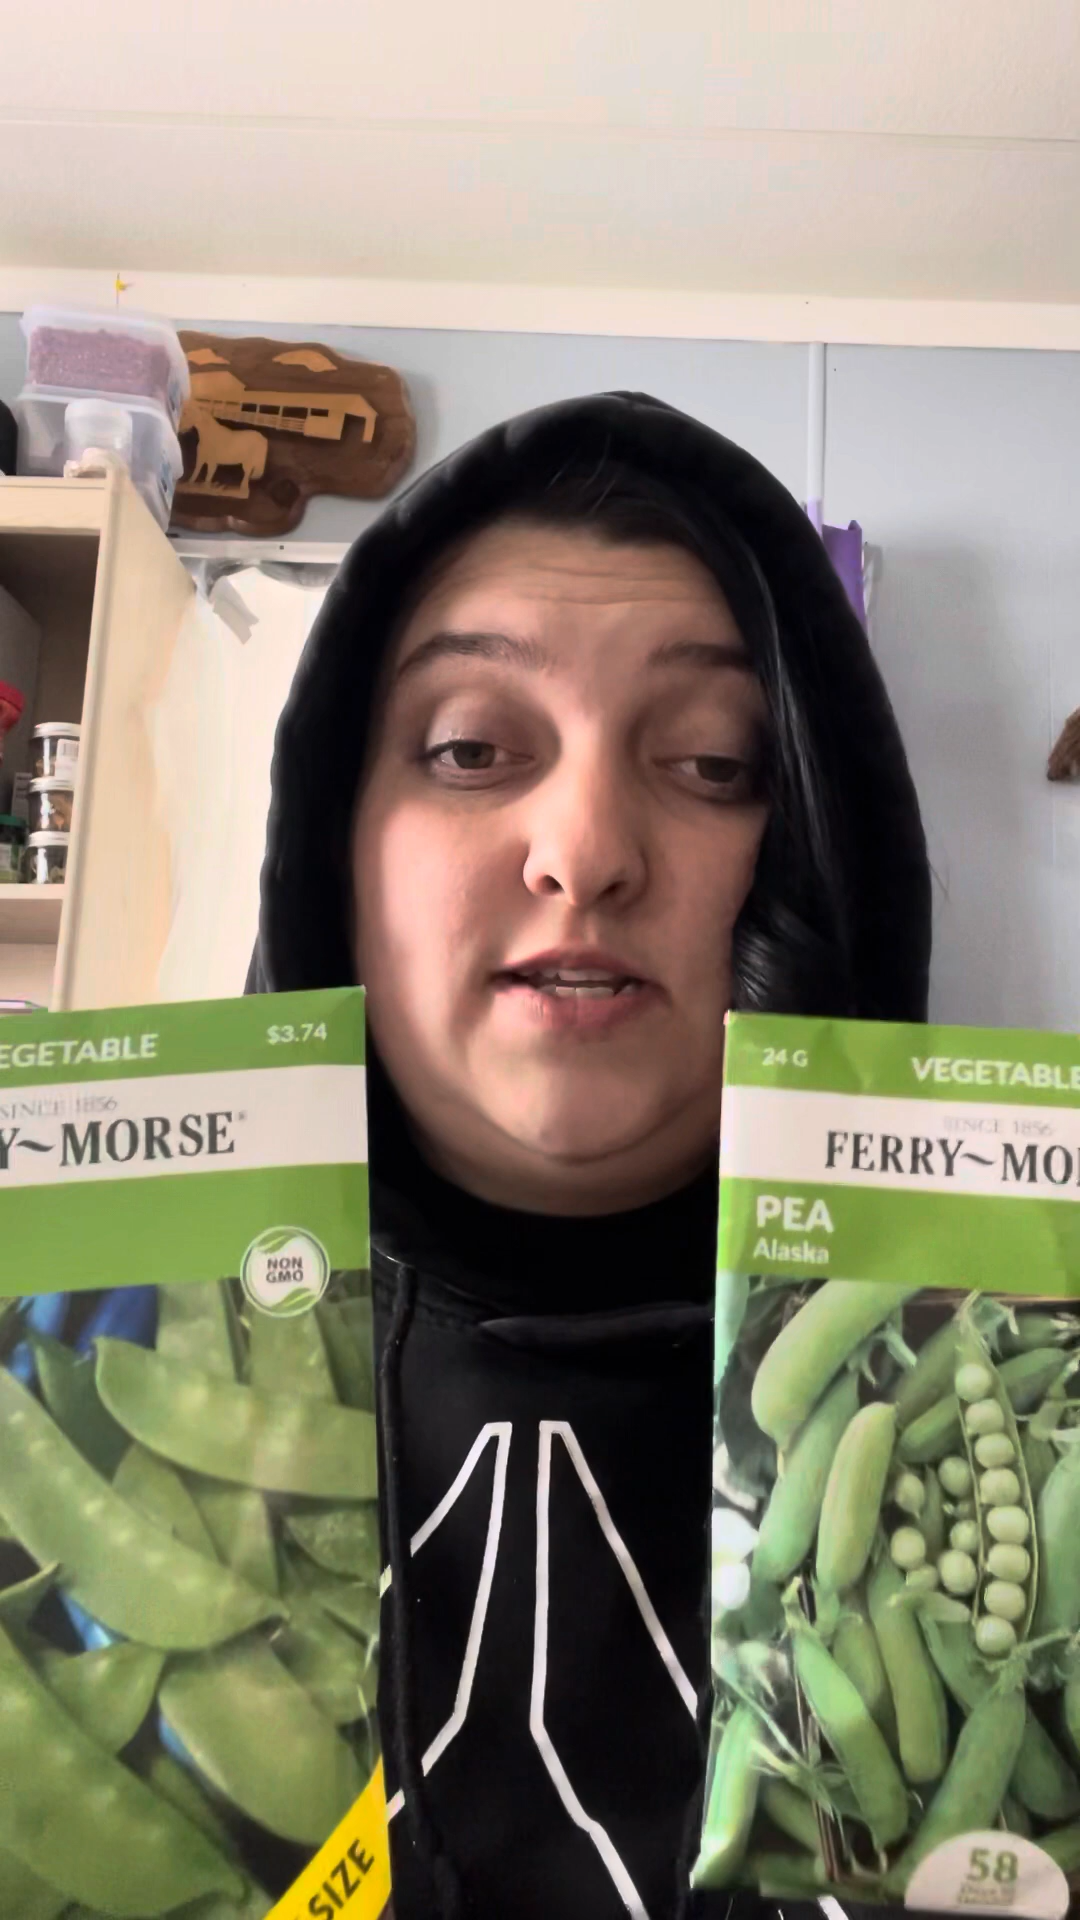 EGETABLE $3.74
SINCE 1856
Y~MORSE®
NON
GMO
SIZE
24 G VEGETABLE
SINCE 1856
FERRY~MO
PEA
Alaska
58